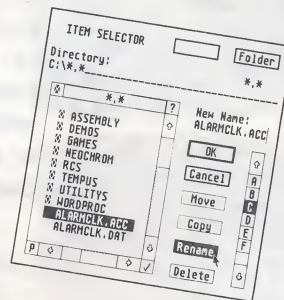 ITEM SELECTOR
Folder
Directory:
C:\*.*
*.*
*.*
?
ASSEMBLY
DEMOS
GAMES
NEOCHROM
RCS
TEMPUS
UTILITYS
WORDPROC
ALARMCLK.ACC
ALARMCLK.DAT
P
New Name:
ALARMCLK.ACC
OK
Cancel
Move
Copy
Rename
Delete
A
B
C
D
E
F